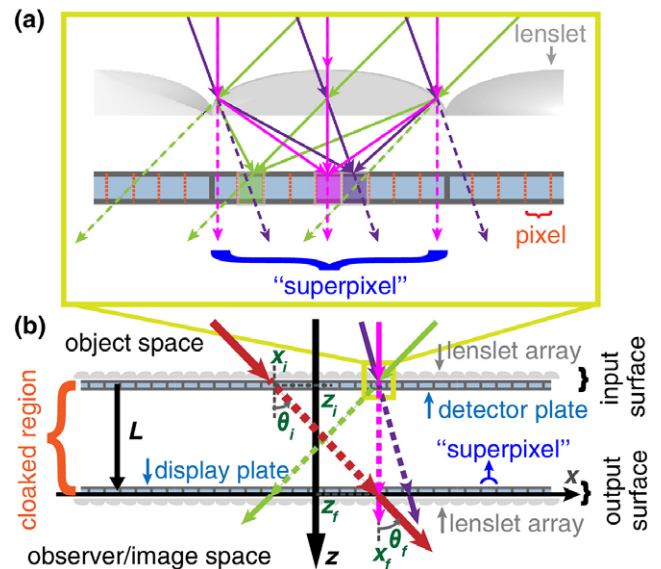 (a)
lenslet
pixel
“superpixel”
(b)
object space
x_i
lenslet array
input surface
z_i
detector plate
θ_i
cloaked region
L
“superpixel”
display plate
x
output surface
z_f
lenslet array
θ_f
observer/image space
z
x_f